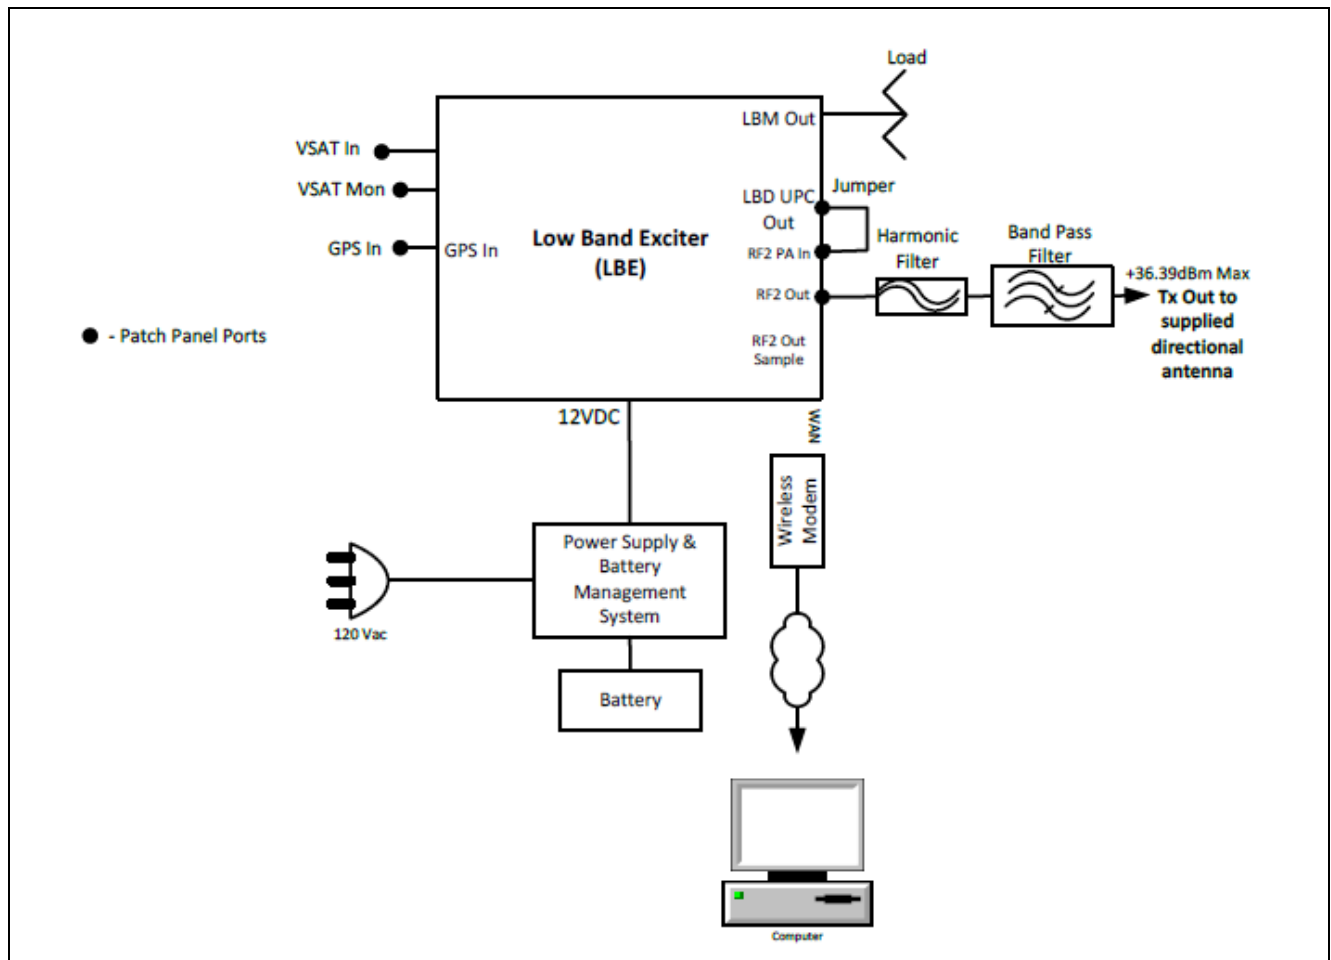 Load
LBM Out
VSAT In
VSAT Mon
GPS In
GPS In
Low Band Exciter
(LBE)
LBD UPC
Out
Jumper
RF2 PA In
RF2 Out
RF2 Out
Sample
Harmonic
Filter
Band Pass
Filter
+36.39dBm Max
Tx Out to
supplied
directional
antenna
- Patch Panel Ports
12VDC
WAN
Wireless
Modem
Power Supply &
Battery
Management
System
120 Vac
Battery
Computer